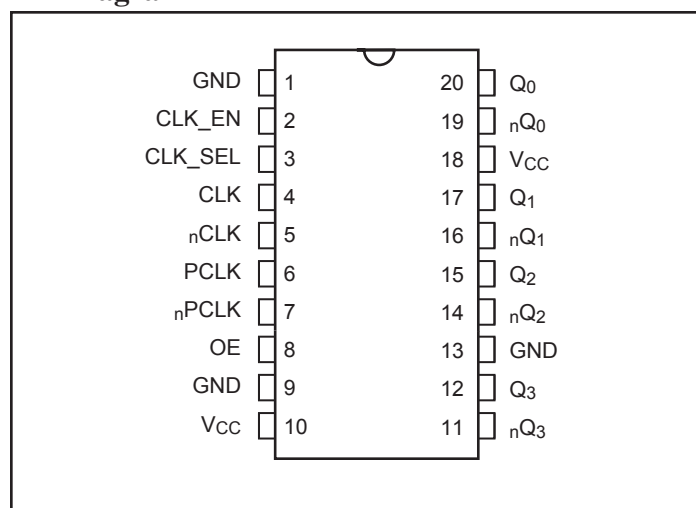 GND 1 20 Q0
CLK_EN 2 19 nQ0
CLK_SEL 3 18 VCC
CLK 4 17 Q1
nCLK 5 16 nQ1
PCLK 6 15 Q2
nPCLK 7 14 nQ2
OE 8 13 GND
GND 9 12 Q3
VCC 10 11 nQ3